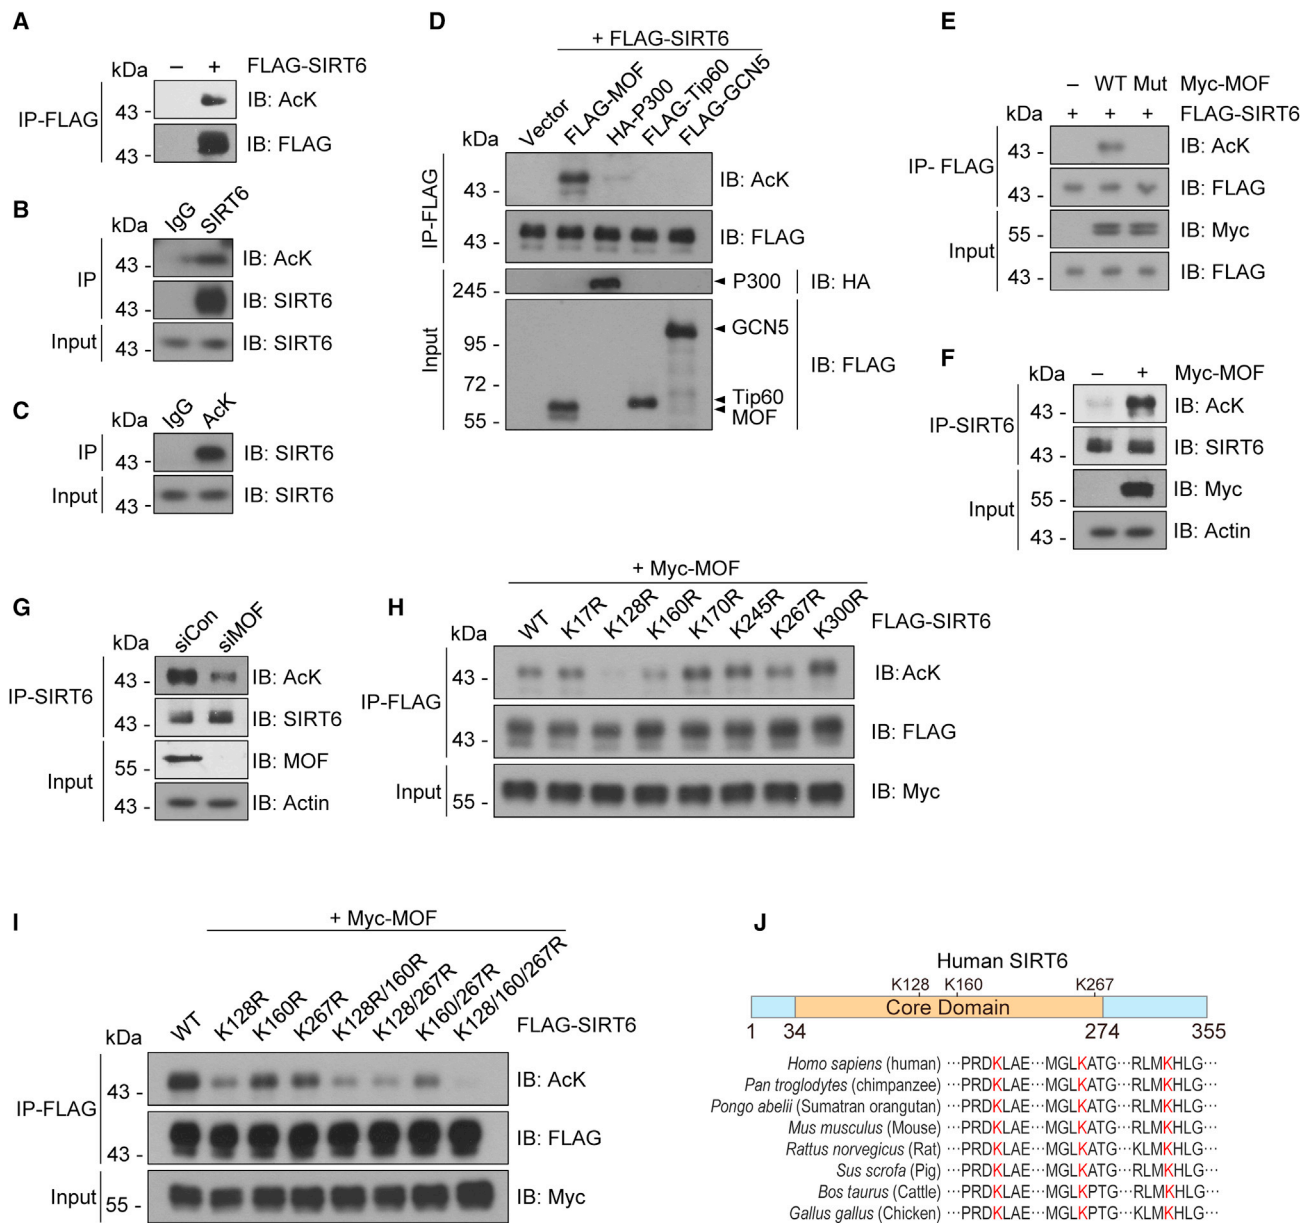 A
kDa − + FLAG-SIRT6
IP-FLAG
43 - IB: AcK
43 - IB: FLAG
B
kDa IgG SIRT6
IP
43 - IB: AcK
43 - IB: SIRT6
Input 43 - IB: SIRT6
C
kDa IgG AcK
IP 43 - IB: SIRT6
Input 43 - IB: SIRT6
D
+ FLAG-SIRT6
kDa Vector FLAG-MOF HA-P300 FLAG-Tip60 FLAG-GCN5
IP-FLAG
43 - IB: AcK
43 - IB: FLAG
Input
245 - P300 IB: HA
GCN5
95 -
IB: FLAG
72 -
Tip60
55 - MOF
E
− WT Mut Myc-MOF
kDa + + + FLAG-SIRT6
IP- FLAG
43 - IB: AcK
43 - IB: FLAG
Input
55 - IB: Myc
43 - IB: FLAG
F
kDa − + Myc-MOF
IP-SIRT6
43 - IB: AcK
43 - IB: SIRT6
Input
55 - IB: Myc
43 - IB: Actin
G
kDa siCon siMOF
IP-SIRT6
43 - IB: AcK
43 - IB: SIRT6
Input
55 - IB: MOF
43 - IB: Actin
H
+ Myc-MOF
kDa WT K17R K128R K160R K170R K245R K267R K300R FLAG-SIRT6
IP-FLAG
43 - IB:AcK
43 - IB: FLAG
Input 55 - IB: Myc
I
+ Myc-MOF
kDa WT K128R K160R K267R K128R/160R K128/267R K160/267R K128/160/267R FLAG-SIRT6
IP-FLAG
43 - IB: AcK
43 - IB: FLAG
Input 55 - IB: Myc
J
Human SIRT6
K128 K160 K267
Core Domain
1 34 274 355
Homo sapiens (human) ···PRDKLAE···MGLKATG···RLMKHLG···
Pan troglodytes (chimpanzee) ···PRDKLAE···MGLKATG···RLMKHLG···
Pongo abelii (Sumatran orangutan) ···PRDKLAE···MGLKATG···RLMKHLG···
Mus musculus (Mouse) ···PRDKLAE···MGLKATG···RLMKHLG···
Rattus norvegicus (Rat) ···PRDKLAE···MGLKATG···KLMKHLG···
Sus scrofa (Pig) ···PRDKLAE···MGLKATG···RLMKHLG···
Bos taurus (Cattle) ···PRDKLAE···MGLKPTG···RLMKHLG···
Gallus gallus (Chicken) ···PRDKLAE···MGLKPTG···KLMKHLG···